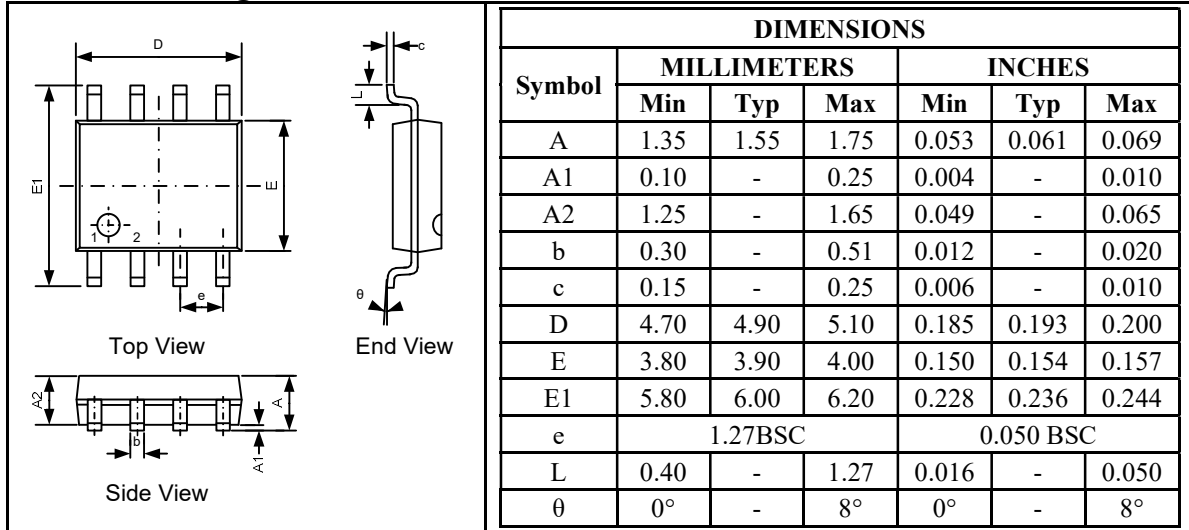 D
E1
E
1 2
e
Top View
c
L
θ
End View
A2
A
b
A1
Side View
DIMENSIONS
Symbol MILLIMETERS INCHES
Min Typ Max Min Typ Max
A 1.35 1.55 1.75 0.053 0.061 0.069
A1 0.10 - 0.25 0.004 - 0.010
A2 1.25 - 1.65 0.049 - 0.065
b 0.30 - 0.51 0.012 - 0.020
c 0.15 - 0.25 0.006 - 0.010
D 4.70 4.90 5.10 0.185 0.193 0.200
E 3.80 3.90 4.00 0.150 0.154 0.157
E1 5.80 6.00 6.20 0.228 0.236 0.244
e 1.27BSC 0.050 BSC
L 0.40 - 1.27 0.016 - 0.050
θ 0° - 8° 0° - 8°